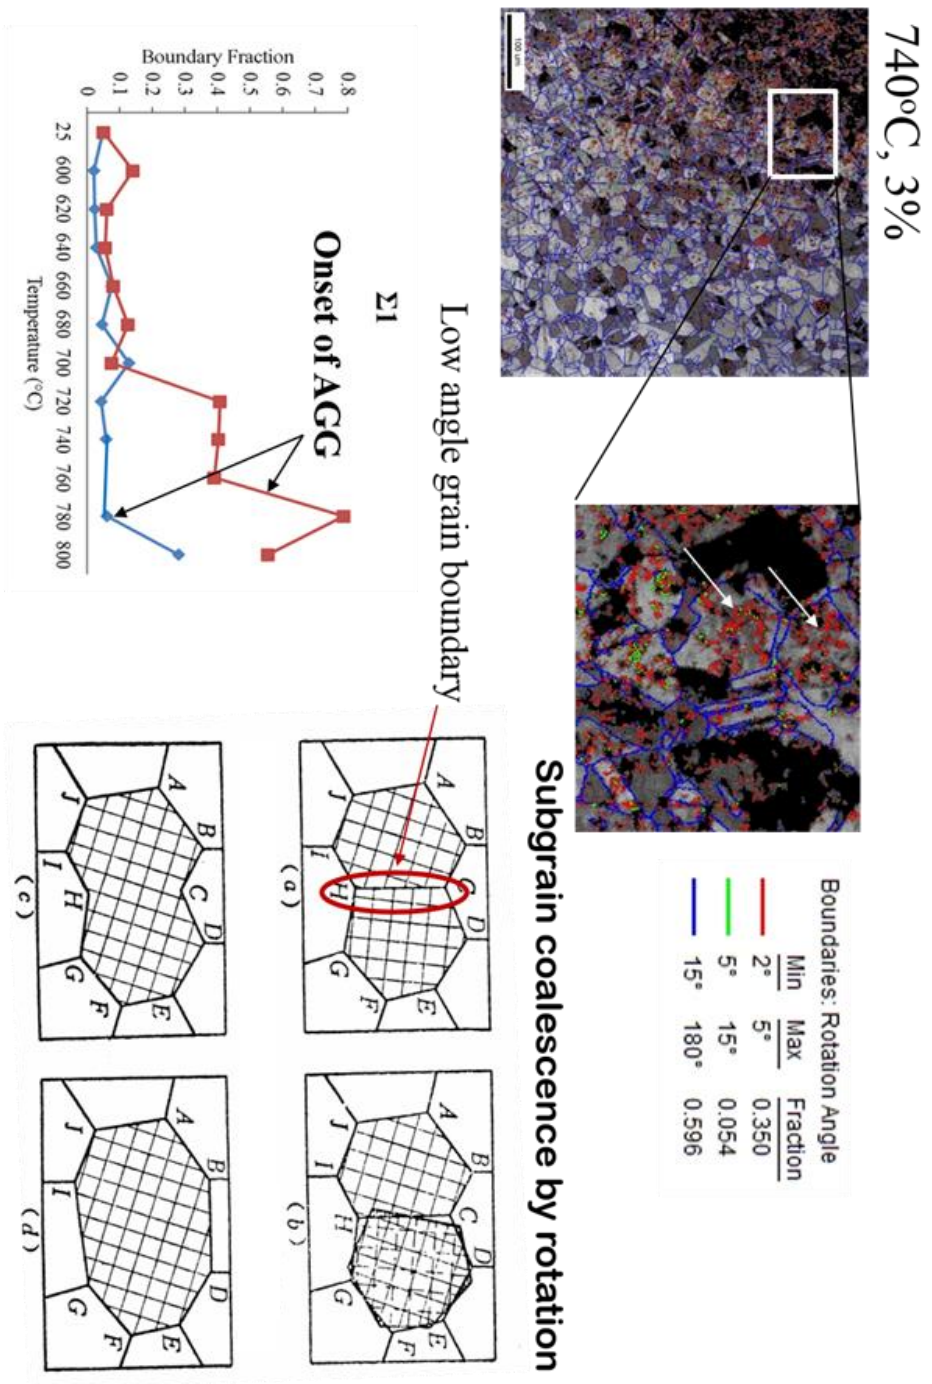 740°C, 3%
100 um
Boundaries: Rotation Angle
Min Max Fraction
2° 5° 0.350
5° 15° 0.054
15° 180° 0.596
Subgrain coalescence by rotation
Low angle grain boundary
Σ1
Onset of AGG
Boundary Fraction
0.8
0.7
0.6
0.5
0.4
0.3
0.2
0.1
0
25 600 620 640 660 680 700 720 740 760 780 800
Temperature (°C)
A B C D E F G H I J
(a)
A B C D E F G H I J
(b)
A B C D E F G H I J
(c)
A B D E F G I J
(d)